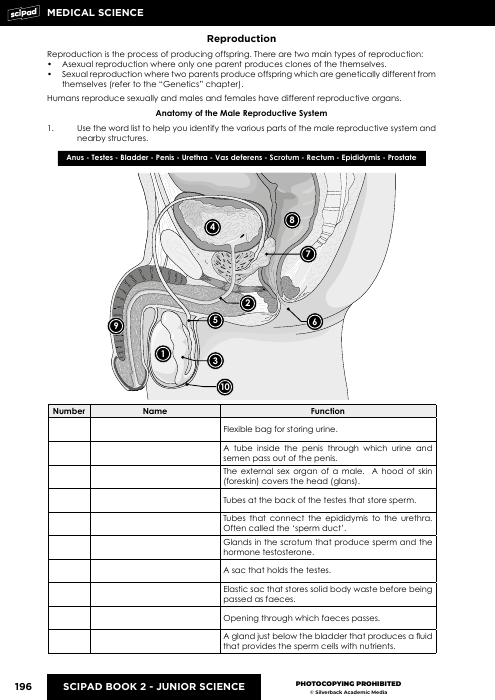 scipad MEDICAL SCIENCE
Reproduction
Reproduction is the process of producing offspring. There are two main types of reproduction:
• Asexual reproduction where only one parent produces clones of the themselves.
• Sexual reproduction where two parents produce offspring which are genetically different from
themselves (refer to the "Genetics" chapter).
Humans reproduce sexually and males and females have different reproductive organs.
Anatomy of the Male Reproductive System
1. Use the word list to help you identify the various parts of the male reproductive system and
nearby structures.
Anus - Testes - Bladder - Penis - Urethra - Vas deferens - Scrotum - Rectum - Epididymis - Prostate
8
4
7
2
5
6
9
1
3
10
Number Name Function
Flexible bag for storing urine.
A tube inside the penis through which urine and
semen pass out of the penis.
The external sex organ of a male. A hood of skin
(foreskin) covers the head (glans).
Tubes at the back of the testes that store sperm.
Tubes that connect the epididymis to the urethra.
Often called the 'sperm duct'.
Glands in the scrotum that produce sperm and the
hormone testosterone.
A sac that holds the testes.
Elastic sac that stores solid body waste before being
passed as faeces.
Opening through which faeces passes.
A gland just below the bladder that produces a fluid
that provides the sperm cells with nutrients.
196 SCIPAD BOOK 2 - JUNIOR SCIENCE
PHOTOCOPYING PROHIBITED
© Silverback Academic Media